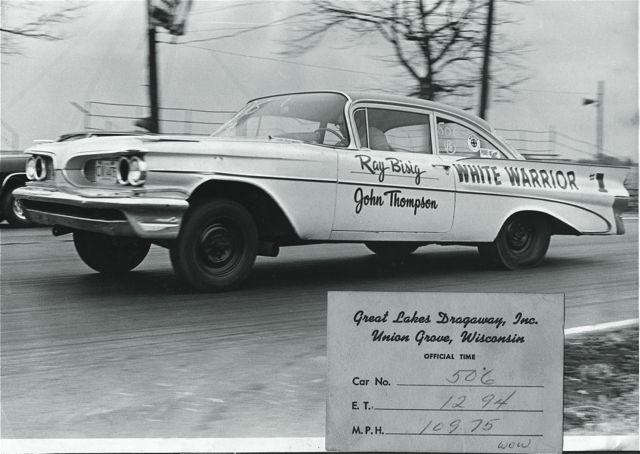 506
Ray Bisig
John Thompson
WHITE WARRIOR
1
Great Lakes Dragaway, Inc.
Union Grove, Wisconsin
OFFICIAL TIME
Car No. 506
E. T. 12 94
M.P.H. 109.75
WOW